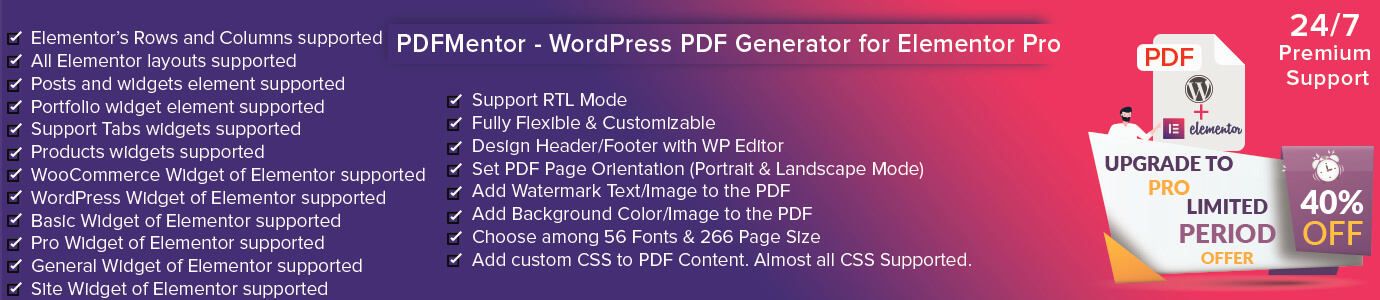 Elementor's Rows and Columns supported
All Elementor layouts supported
Posts and widgets element supported
Portfolio widget element supported
Support Tabs widgets supported
Products widgets supported
WooCommerce Widget of Elementor supported
WordPress Widget of Elementor supported
Basic Widget of Elementor supported
Pro Widget of Elementor supported
General Widget of Elementor supported
Site Widget of Elementor supported
PDFMentor - WordPress PDF Generator for Elementor Pro
Support RTL Mode
Fully Flexible & Customizable
Design Header/Footer with WP Editor
Set PDF Page Orientation (Portrait & Landscape Mode)
Add Watermark Text/Image to the PDF
Add Background Color/Image to the PDF
Choose among 56 Fonts & 266 Page Size
Add custom CSS to PDF Content. Almost all CSS Supported.
PDF
W
+
elementor
24/7
Premium
Support
UPGRADE TO
PRO
LIMITED
PERIOD
OFFER
40%
OFF